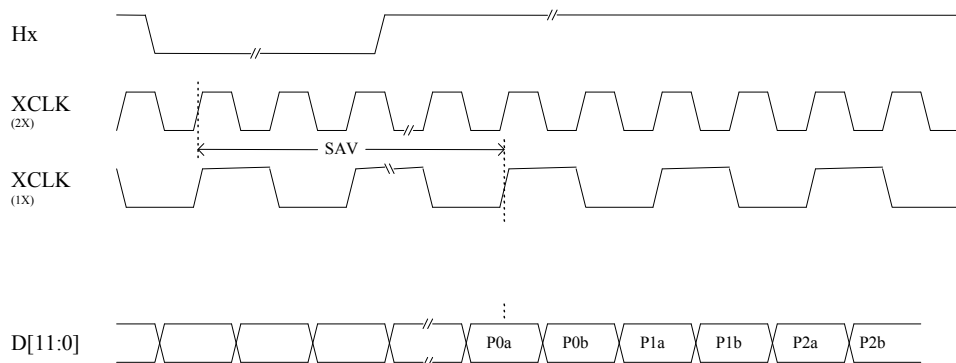 Hx
XCLK
(2X)
SAV
XCLK
(1X)
D[11:0] P0a P0b P1a P1b P2a P2b